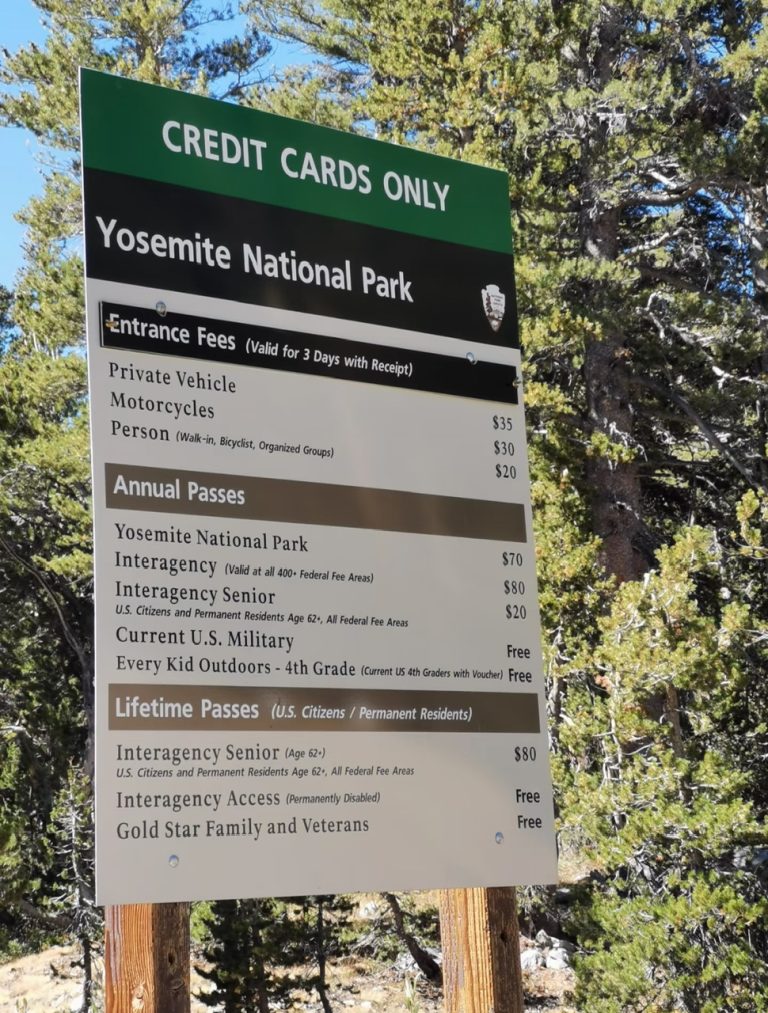 CREDIT CARDS ONLY
Yosemite National Park
Entrance Fees (Valid for 3 Days with Receipt)
Private Vehicle $35
Motorcycles $30
Person (Walk-in, Bicyclist, Organized Groups) $20
Annual Passes
Yosemite National Park $70
Interagency (Valid at all 400+ Federal Fee Areas) $80
Interagency Senior $20
U.S. Citizens and Permanent Residents Age 62+, All Federal Fee Areas
Current U.S. Military Free
Every Kid Outdoors - 4th Grade (Current US 4th Graders with Voucher) Free
Lifetime Passes (U.S. Citizens / Permanent Residents)
Interagency Senior (Age 62+) $80
U.S. Citizens and Permanent Residents Age 62+, All Federal Fee Areas
Interagency Access (Permanently Disabled) Free
Gold Star Family and Veterans Free